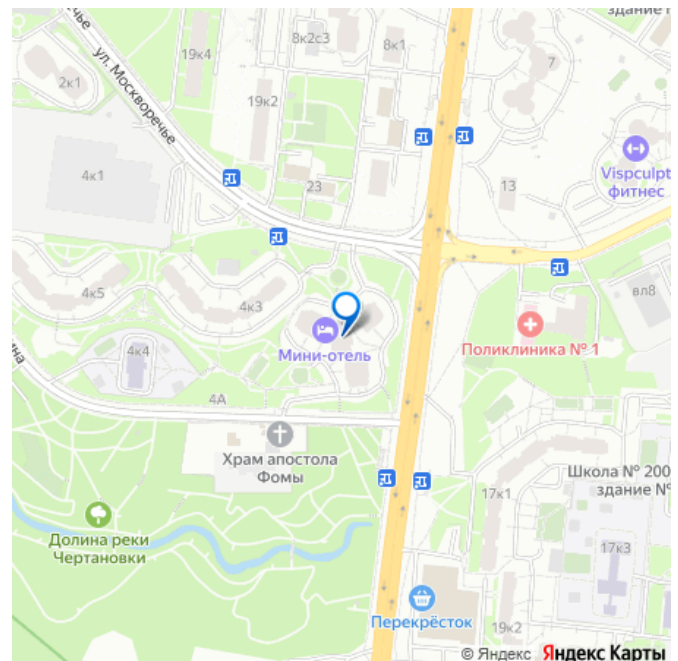 здание
8к2с3
8к1
19к4
7
2к1
ул. Москворечье
19к2
Vispculpt
фитнес
4к1
23
13
4к5
4к3
вл8
Мини-отель
Поликлиника № 1
4к4
4А
Храм апостола
Фомы
Школа № 200
здание №
17к1
Долина реки
Чертановки
17к3
Перекрёсток
19к2
© Яндекс Яндекс Карты